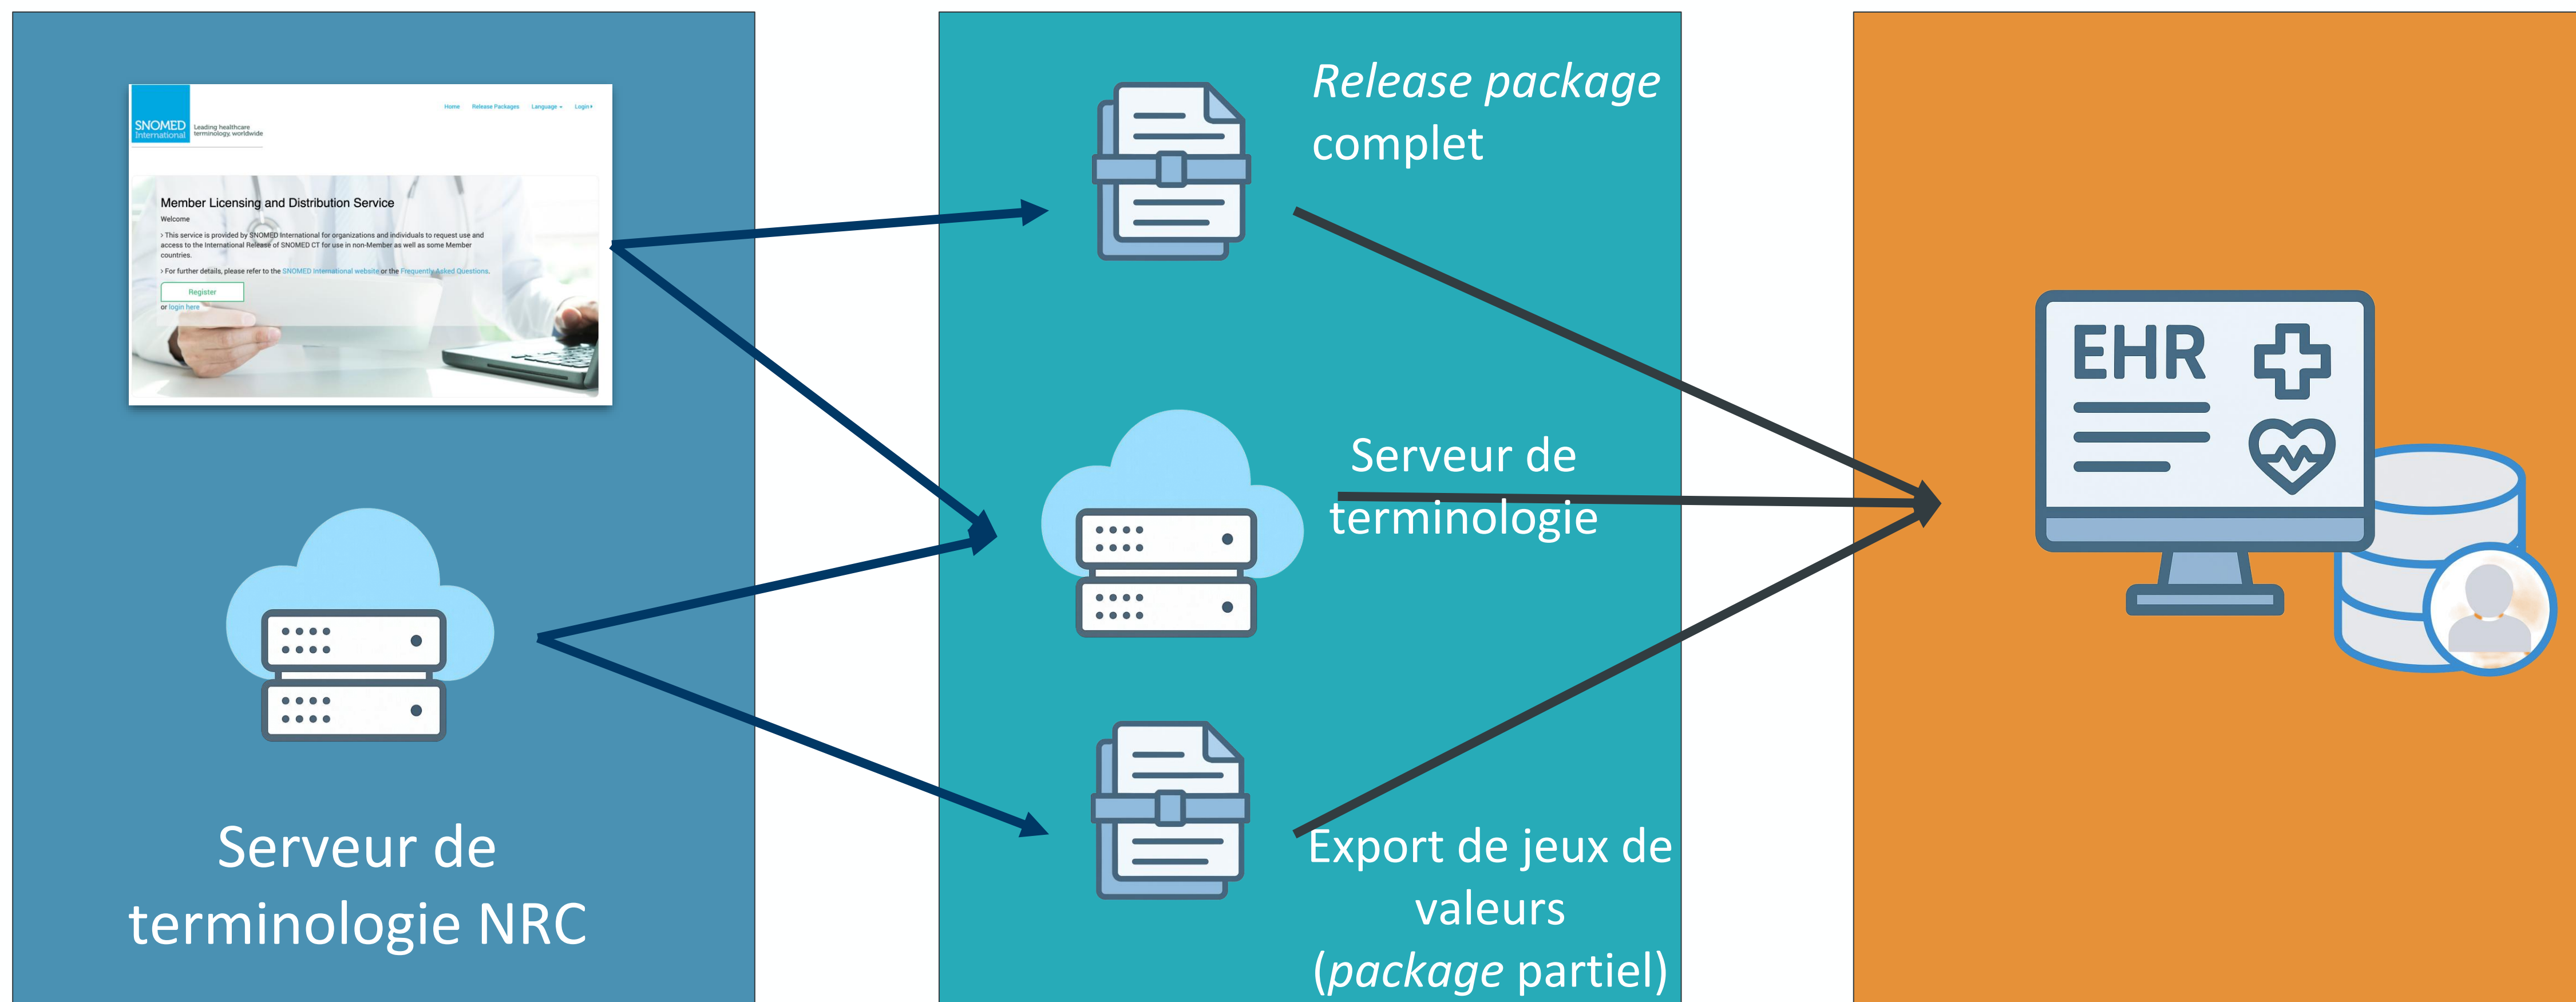 SNOMED
International
Leading healthcare
terminology, worldwide
Home Release Packages Language Login
Member Licensing and Distribution Service
Welcome
> This service is provided by SNOMED International for organizations and individuals to request use and
access to the International Release of SNOMED CT for use in non-Member as well as some Member
countries.
> For further details, please refer to the SNOMED International website or the Frequently Asked Questions.
Register
or login here
Serveur de
terminologie NRC
Release package
complet
Serveur de
terminologie
Export de jeux de
valeurs
(package partiel)
EHR